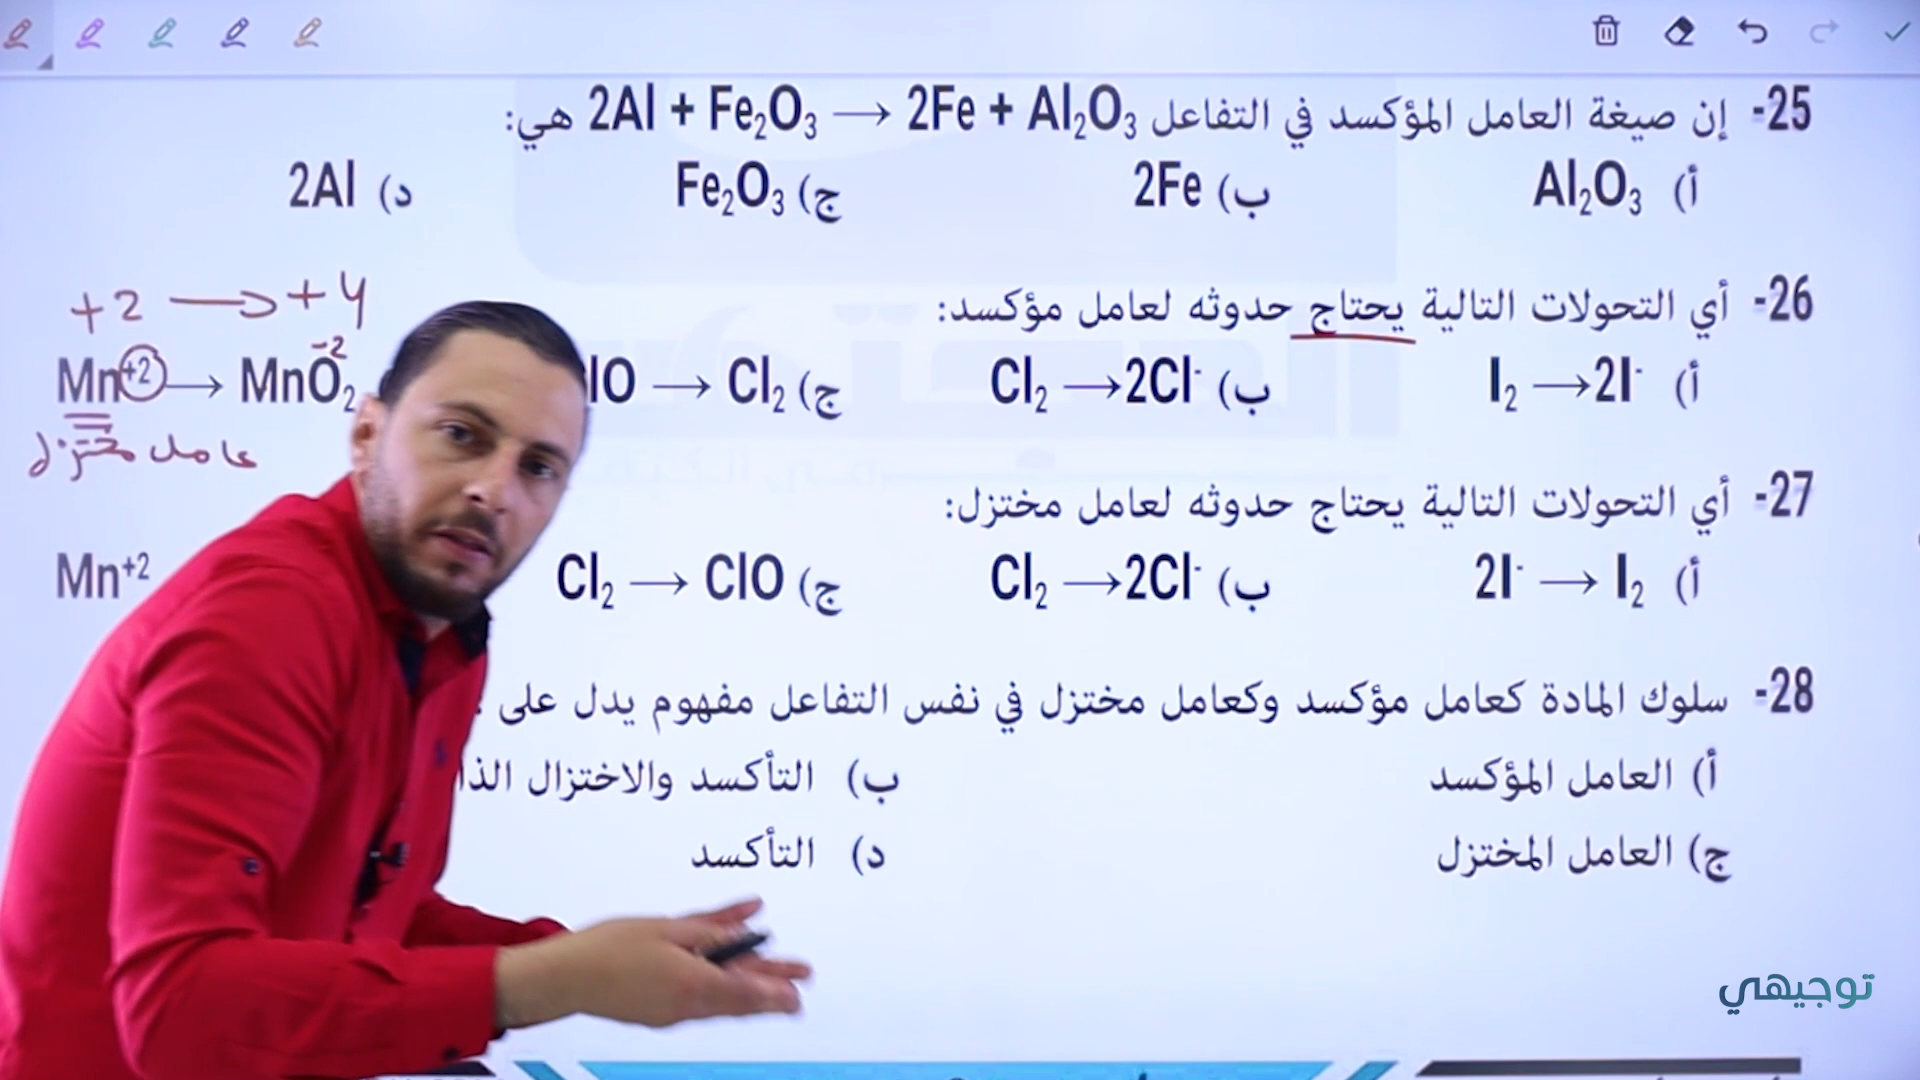 25- إن صيغة العامل المؤكسد في التفاعل 2Al + Fe₂O₃ ⟶ 2Fe + Al₂O₃ هي:
أ) Al₂O₃ ب) 2Fe ج) Fe₂O₃ د) 2Al
+2 ⟶ +4
26- أي التحولات التالية يحتاج حدوثه لعامل مؤكسد:
-2
أ) I₂ ⟶ 2I⁻ ب) Cl₂ ⟶ 2Cl⁻ ج) lO ⟶ Cl₂ Mn⁺² ⟶ MnO₂
عامل مختزل
27- أي التحولات التالية يحتاج حدوثه لعامل مختزل:
أ) 2I⁻ ⟶ I₂ ب) Cl₂ ⟶ 2Cl⁻ ج) Cl₂ ⟶ ClO Mn⁺²
28- سلوك المادة كعامل مؤكسد وكعامل مختزل في نفس التفاعل مفهوم يدل على :
أ) العامل المؤكسد ب) التأكسد والاختزال الذا
ج) العامل المختزل د) التأكسد
توجيهي